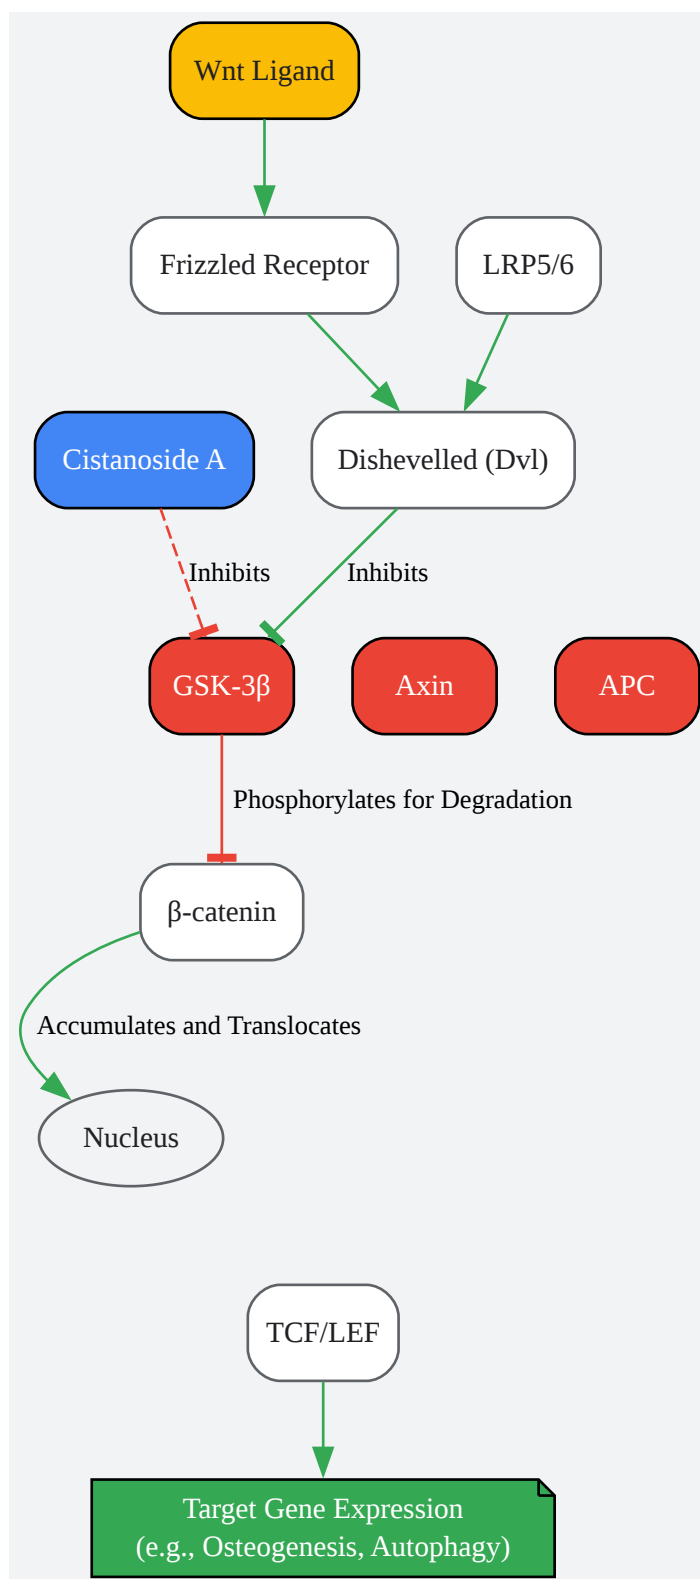 Wnt Ligand
Frizzled Receptor
LRP5/6
Cistanoside A
Dishevelled (Dvl)
Inhibits
Inhibits
GSK-3β
Axin
APC
Phosphorylates for Degradation
β-catenin
Accumulates and Translocates
Nucleus
TCF/LEF
Target Gene Expression
(e.g., Osteogenesis, Autophagy)